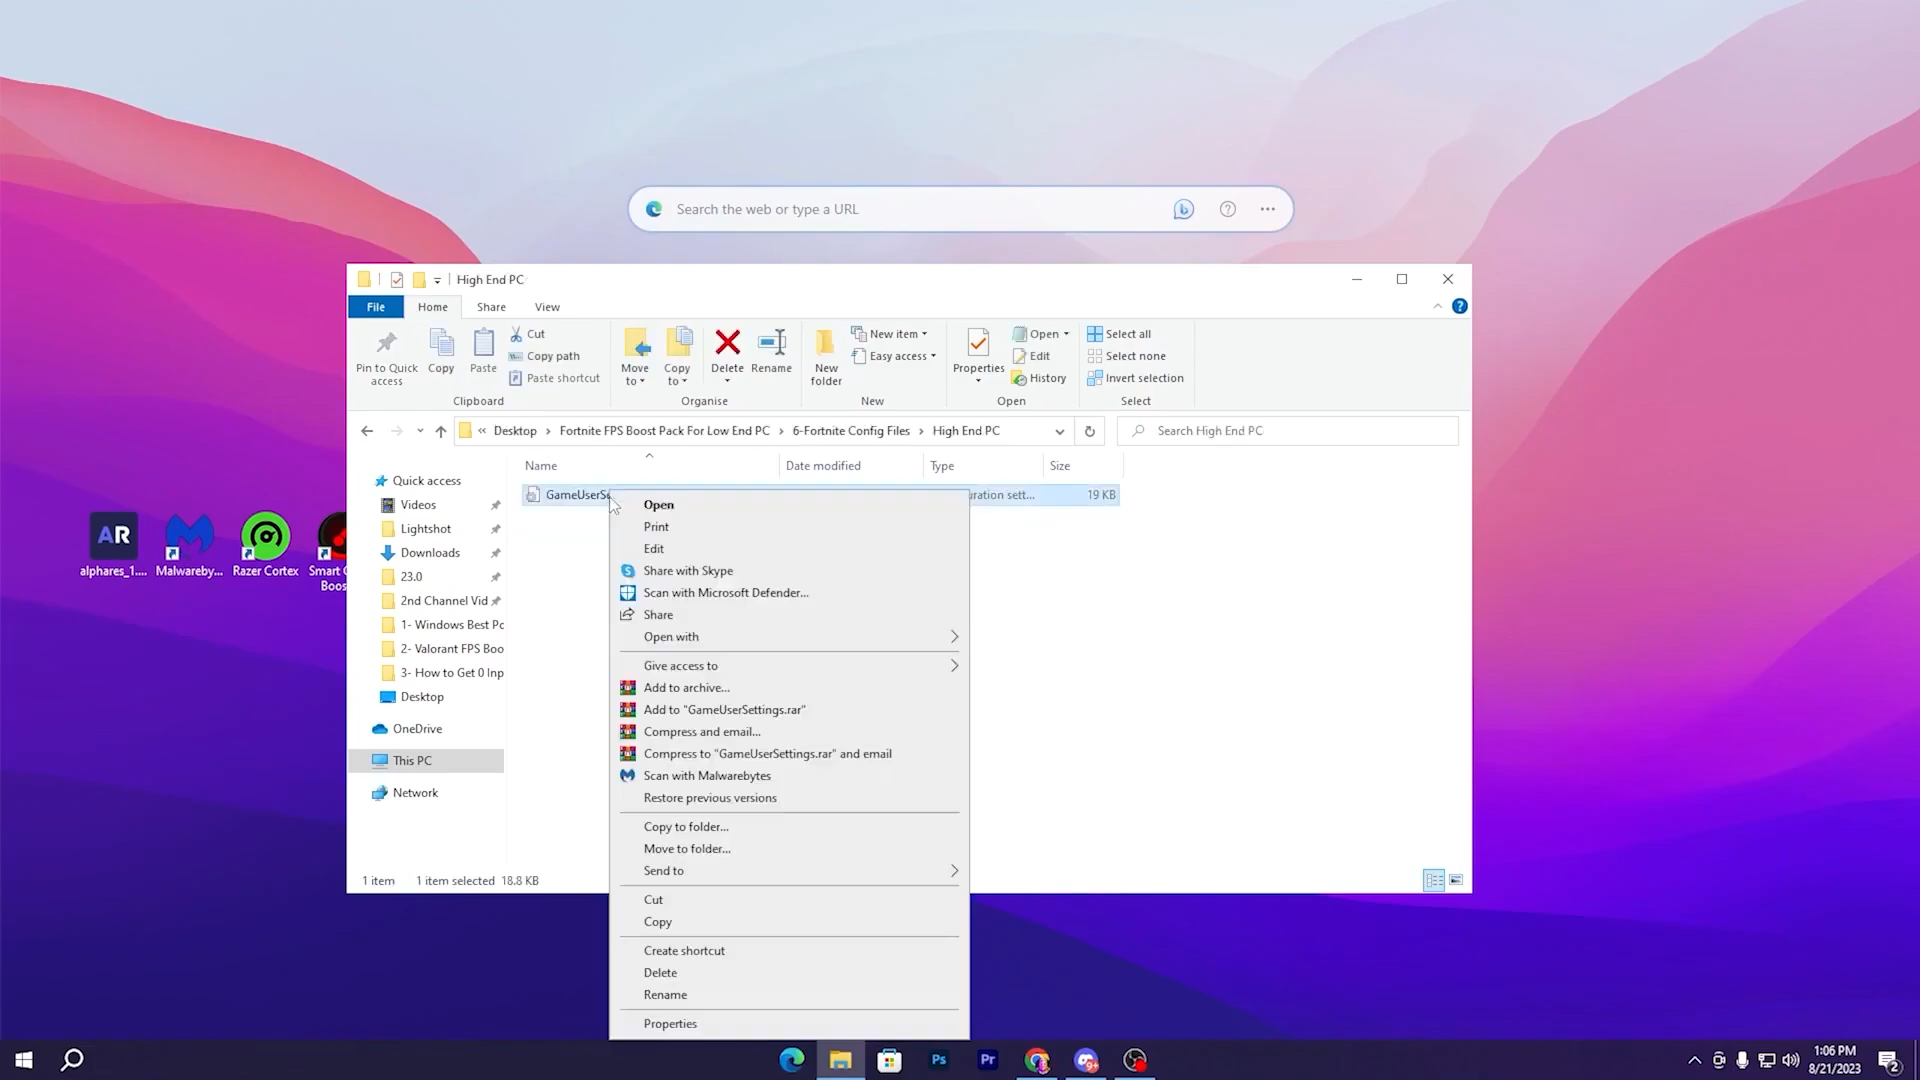 Search the web or type a URL
High End PC
File Home Share View
Pin to Quick access
Copy
Paste
Cut
Copy path
Paste shortcut
Clipboard
Move to
Copy to
Delete
Rename
Organise
New folder
New item
Easy access
New
Properties
Open
Edit
History
Open
Select all
Select none
Invert selection
Select
« Desktop › Fortnite FPS Boost Pack For Low End PC › 6-Fortnite Config Files › High End PC
Search High End PC
Name Date modified Type Size
GameUserSe uration sett... 19 KB
Quick access
Videos
Lightshot
Downloads
23.0
2nd Channel Vid
1- Windows Best Pc
2- Valorant FPS Boo
3- How to Get 0 Inp
Desktop
OneDrive
This PC
Network
1 item 1 item selected 18.8 KB
Open
Print
Edit
Share with Skype
Scan with Microsoft Defender...
Share
Open with
Give access to
Add to archive...
Add to "GameUserSettings.rar"
Compress and email...
Compress to "GameUserSettings.rar" and email
Scan with Malwarebytes
Restore previous versions
Copy to folder...
Move to folder...
Send to
Cut
Copy
Create shortcut
Delete
Rename
Properties
AR
alphares_1....
Malwareby...
Razer Cortex
Smart
Boos
Ps
Pr
9+
1:06 PM
8/21/2023
2